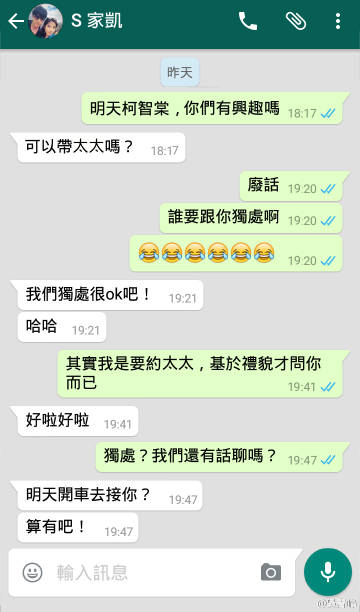 S 家凱
昨天
明天柯智棠，你們有興趣嗎 18:17
可以帶太太嗎？ 18:17
廢話 19:20
誰要跟你獨處啊 19:20
😂😂😂😂😂😂 19:20
我們獨處很ok吧！ 19:21
哈哈 19:21
其實我是要約太太，基於禮貌才問你
而已 19:41
好啦好啦 19:41
獨處？我們還有話聊嗎？ 19:47
明天開車去接你？ 19:47
算有吧！ 19:47
輸入訊息